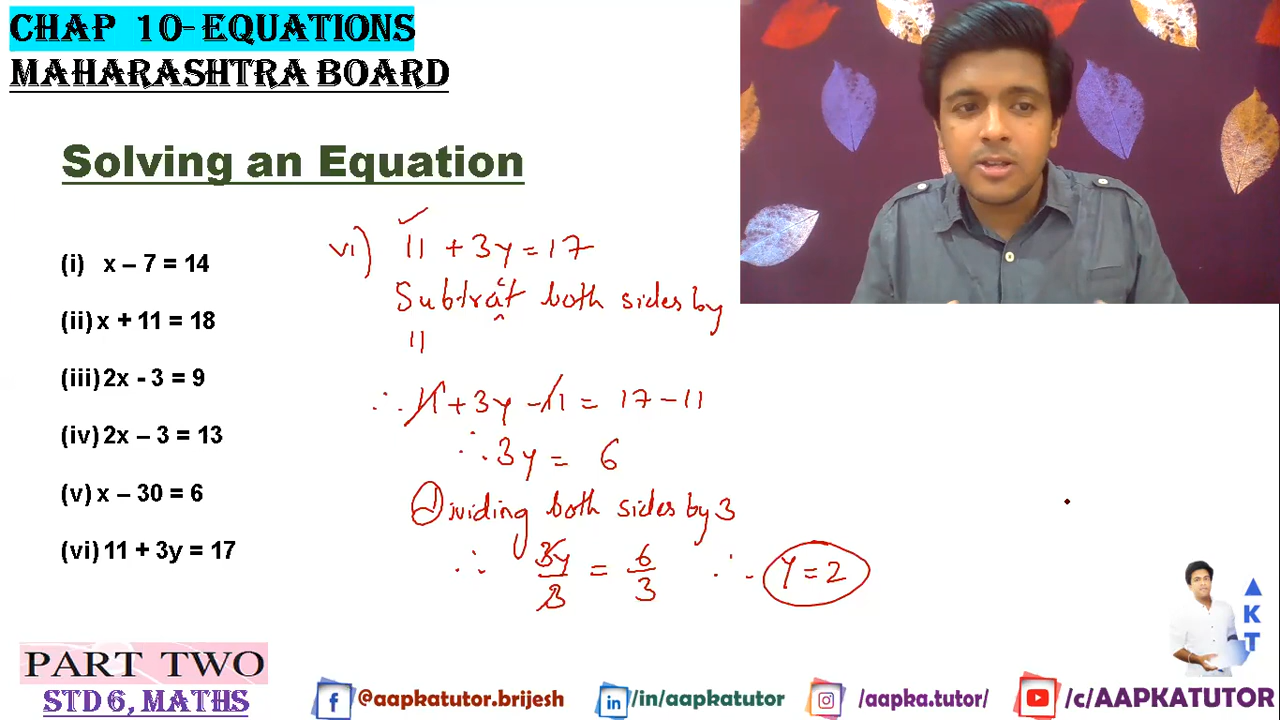 CHAP 10-EQUATIONS
MAHARASHTRA BOARD
Solving an Equation
(i) x – 7 = 14
(ii) x + 11 = 18
(iii) 2x - 3 = 9
(iv) 2x – 3 = 13
(v) x – 30 = 6
(vi) 11 + 3y = 17
vi) 11 + 3y = 17
Subtract both sides by
11
∴ 11 + 3y - 11 = 17 - 11
∴ 3y = 6
Dividing both sides by 3
∴ 3y/3 = 6/3 ∴ y = 2
PART TWO
STD 6, MATHS
@aapkatutor.brijesh
/in/aapkatutor
/aapka.tutor/
/c/AAPKATUTOR
AKT